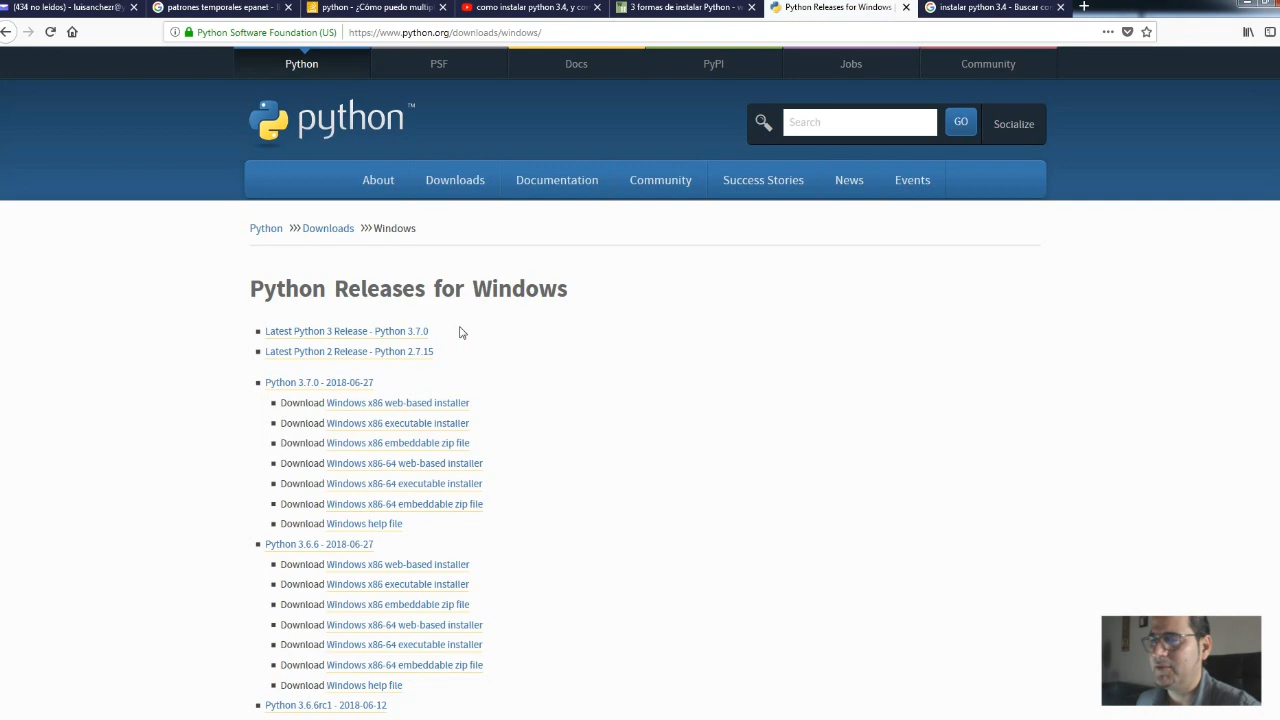 (434 no leídos) - luisanchezr@y
patrones temporales epanet - B
python - ¿Cómo puedo multipl
como instalar python 3.4, y co
3 formas de instalar Python - w
Python Releases for Windows |
instalar python 3.4 - Buscar co
Python Software Foundation (US)
https://www.python.org/downloads/windows/
Python
PSF
Docs
PyPI
Jobs
Community
python™
Search
GO
Socialize
About
Downloads
Documentation
Community
Success Stories
News
Events
Python >>> Downloads >>> Windows
Python Releases for Windows
Latest Python 3 Release - Python 3.7.0
Latest Python 2 Release - Python 2.7.15
Python 3.7.0 - 2018-06-27
Download Windows x86 web-based installer
Download Windows x86 executable installer
Download Windows x86 embeddable zip file
Download Windows x86-64 web-based installer
Download Windows x86-64 executable installer
Download Windows x86-64 embeddable zip file
Download Windows help file
Python 3.6.6 - 2018-06-27
Download Windows x86 web-based installer
Download Windows x86 executable installer
Download Windows x86 embeddable zip file
Download Windows x86-64 web-based installer
Download Windows x86-64 executable installer
Download Windows x86-64 embeddable zip file
Download Windows help file
Python 3.6.6rc1 - 2018-06-12